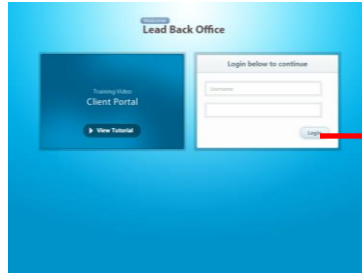 Welcome
Lead Back Office
Training Video
Client Portal
View Tutorial
Login below to continue
Username
Login